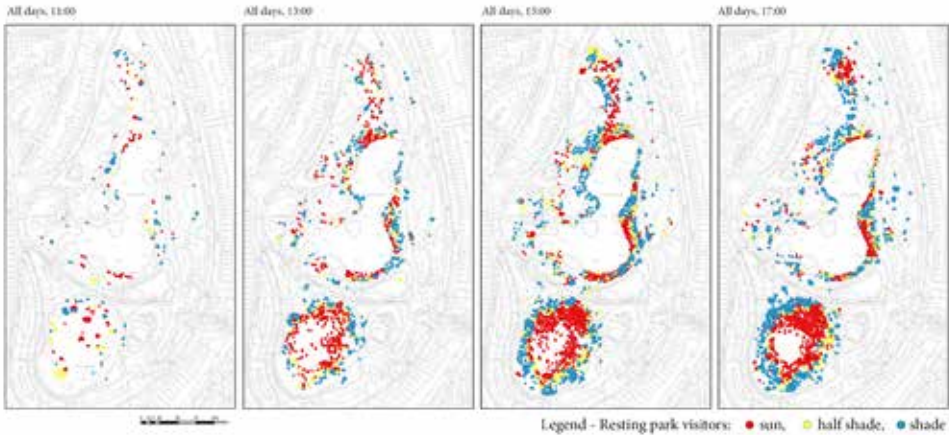 All days, 11:00
All days, 13:00
All days, 15:00
All days, 17:00
Legend - Resting park visitors: sun, half shade, shade